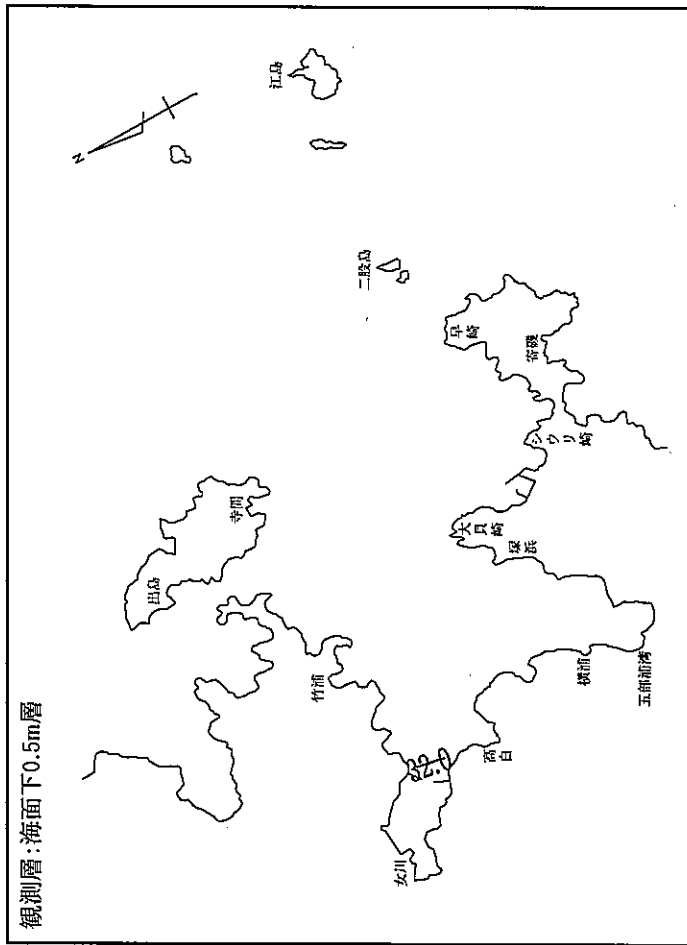 観測層:海面下0.5m層
N
江島
二股島
早崎
寄磯
シウリ崎
寺間
大貝崎
塚浜
出島
竹浦
横浦
五部浦湾
高白
32.0
女川